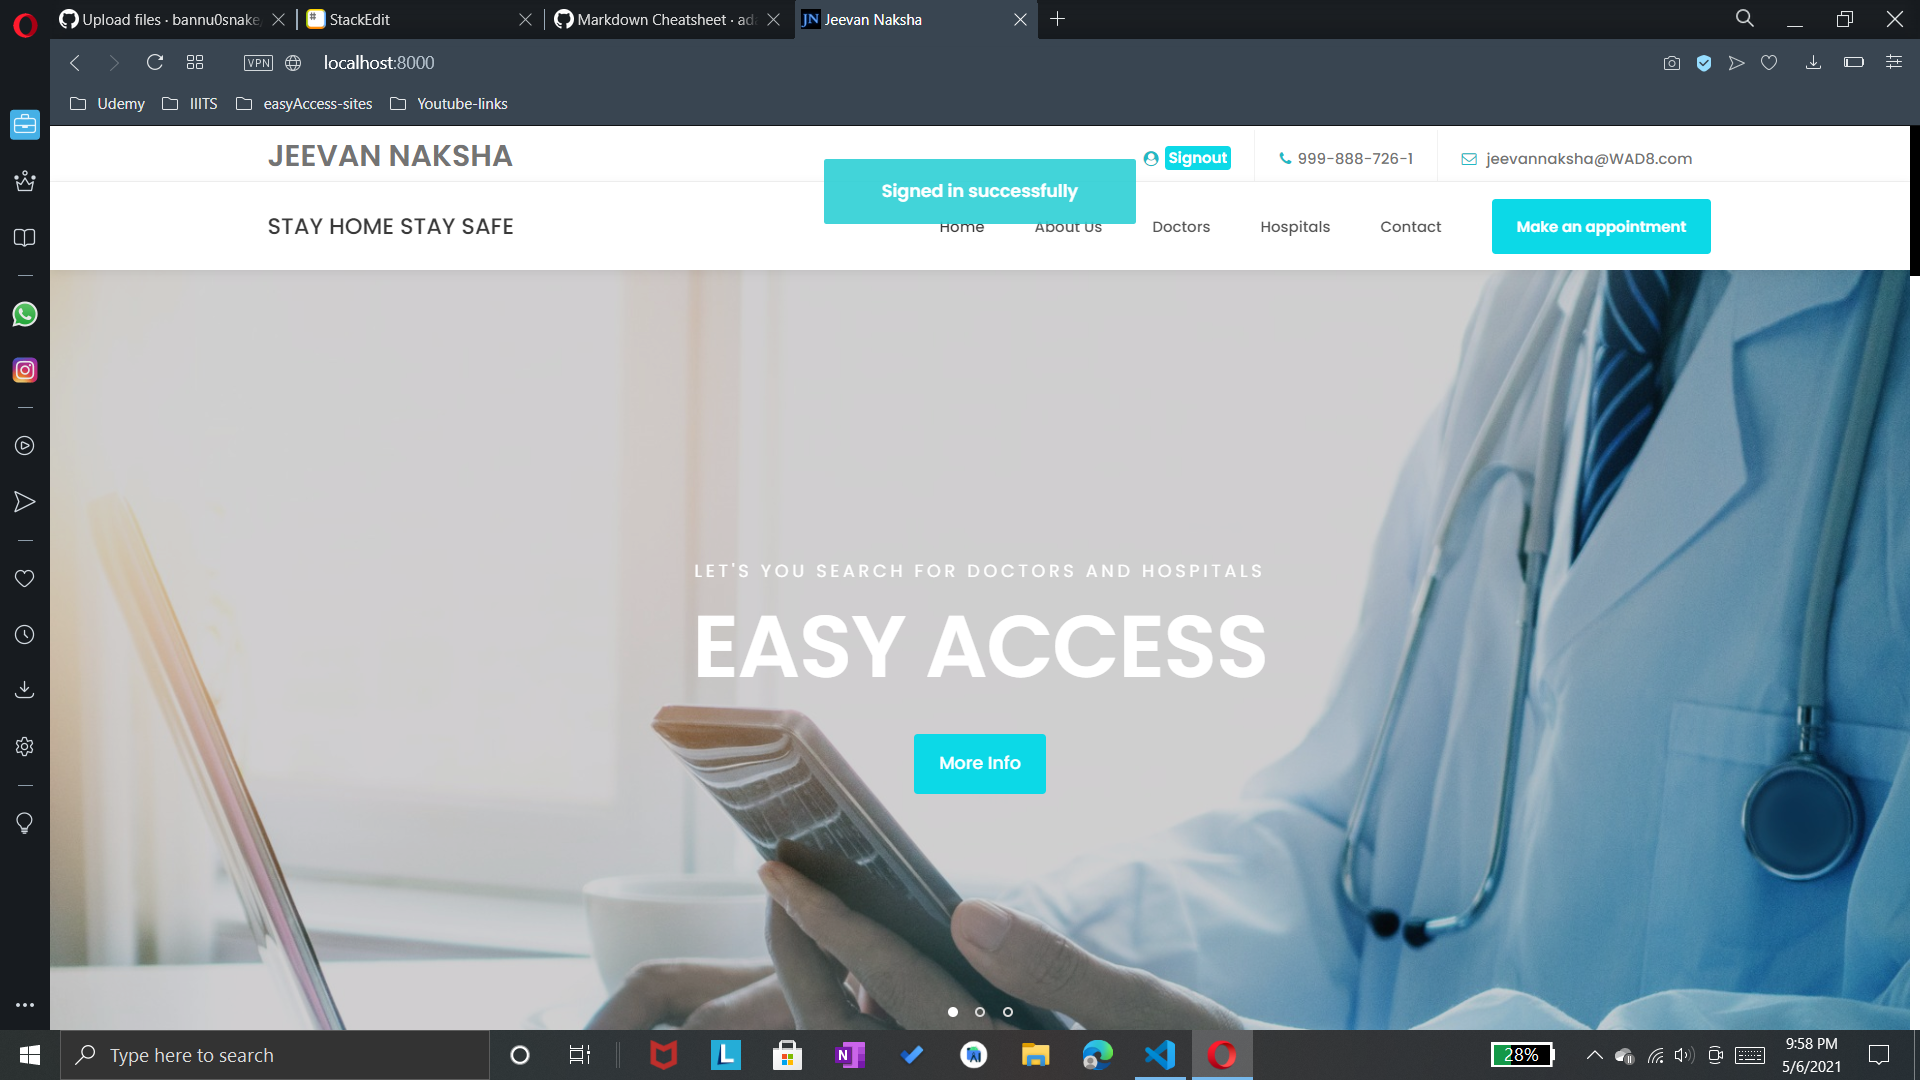 Upload files · bannu0snake
StackEdit
Markdown Cheatsheet · ada
JN Jeevan Naksha
VPN
localhost:8000
Udemy
IIITS
easyAccess-sites
Youtube-links
JEEVAN NAKSHA
Signout
999-888-726-1
jeevannaksha@WAD8.com
Signed in successfully
STAY HOME STAY SAFE
Home
About Us
Doctors
Hospitals
Contact
Make an appointment
LET'S YOU SEARCH FOR DOCTORS AND HOSPITALS
EASY ACCESS
More Info
Type here to search
L
N
28%
9:58 PM
5/6/2021